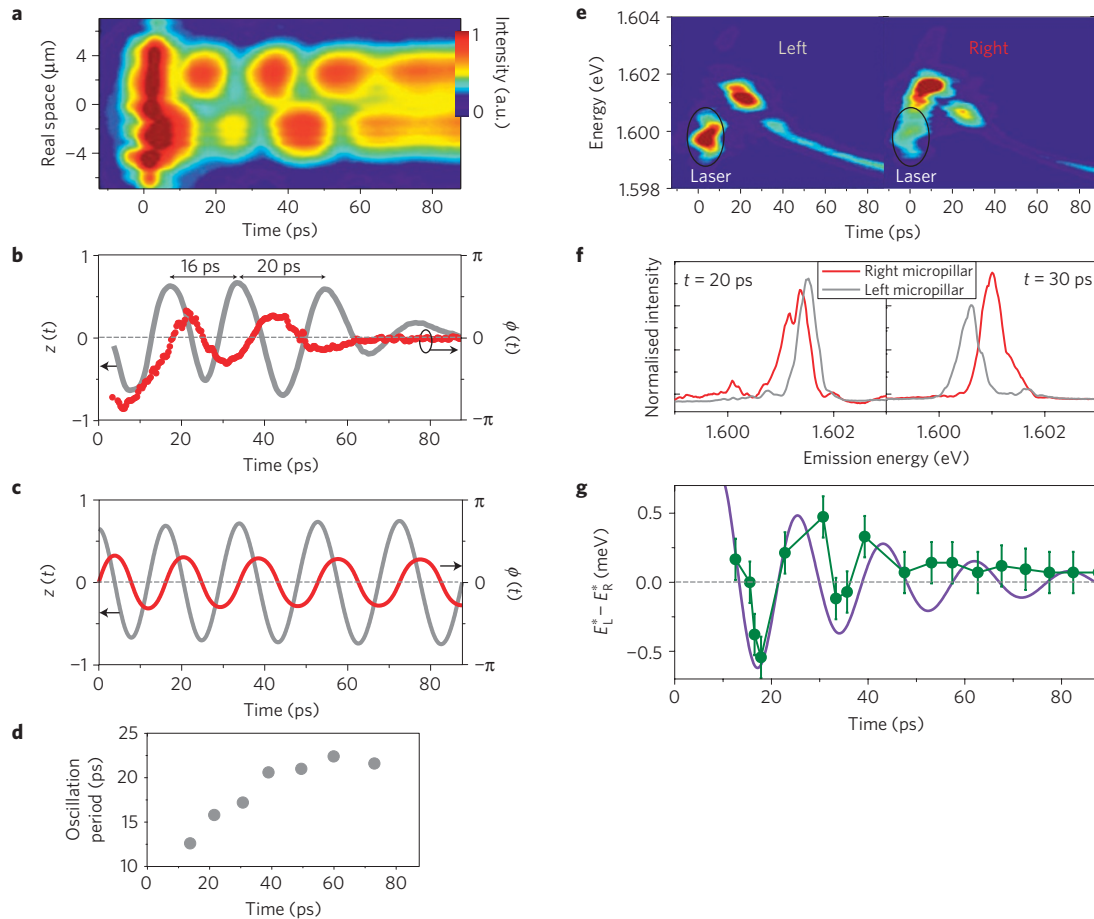 a
Real space (μm)
4
0
−4
Intensity (a.u.)
1
0
0 20 40 60 80
Time (ps)
b
16 ps 20 ps
z (t)
1
0
−1
π
0
−π
ϕ (t)
0 20 40 60 80
Time (ps)
c
z (t)
1
0
−1
π
0
−π
ϕ (t)
0 20 40 60 80
Time (ps)
d
Oscillation
period (ps)
25
20
15
10
0 20 40 60 80
Time (ps)
e
Energy (eV)
1.604
1.602
1.600
1.598
Left Right
Laser Laser
0 20 40 60 80 0 20 40 60 80
Time (ps)
f
Normalised intensity
t = 20 ps
Right micropillar
Left micropillar
t = 30 ps
1.600 1.602 1.600 1.602
Emission energy (eV)
g
E*L − E*R (meV)
0.5
0.0
−0.5
0 20 40 60 80
Time (ps)